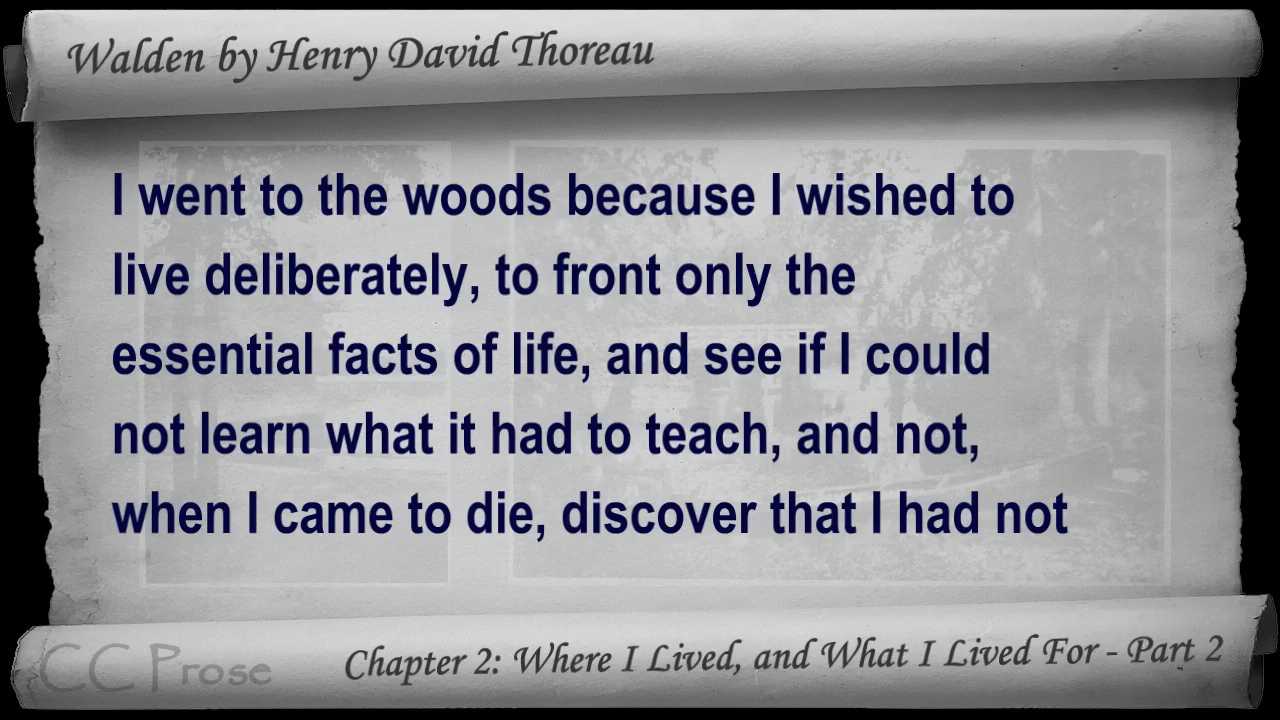 Walden by Henry David Thoreau
I went to the woods because I wished to
live deliberately, to front only the
essential facts of life, and see if I could
not learn what it had to teach, and not,
when I came to die, discover that I had not
CC Prose
Chapter 2: Where I Lived, and What I Lived For - Part 2